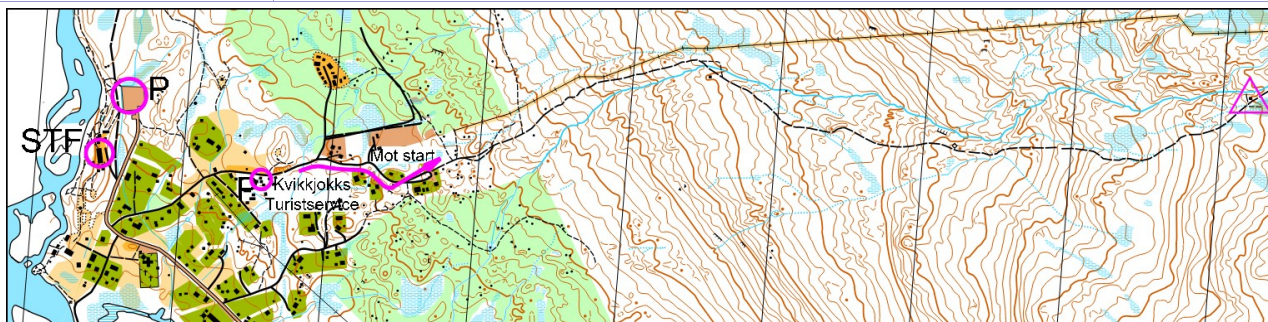 P
STF
Mot start
P
Kvikkjokks
Turistservice